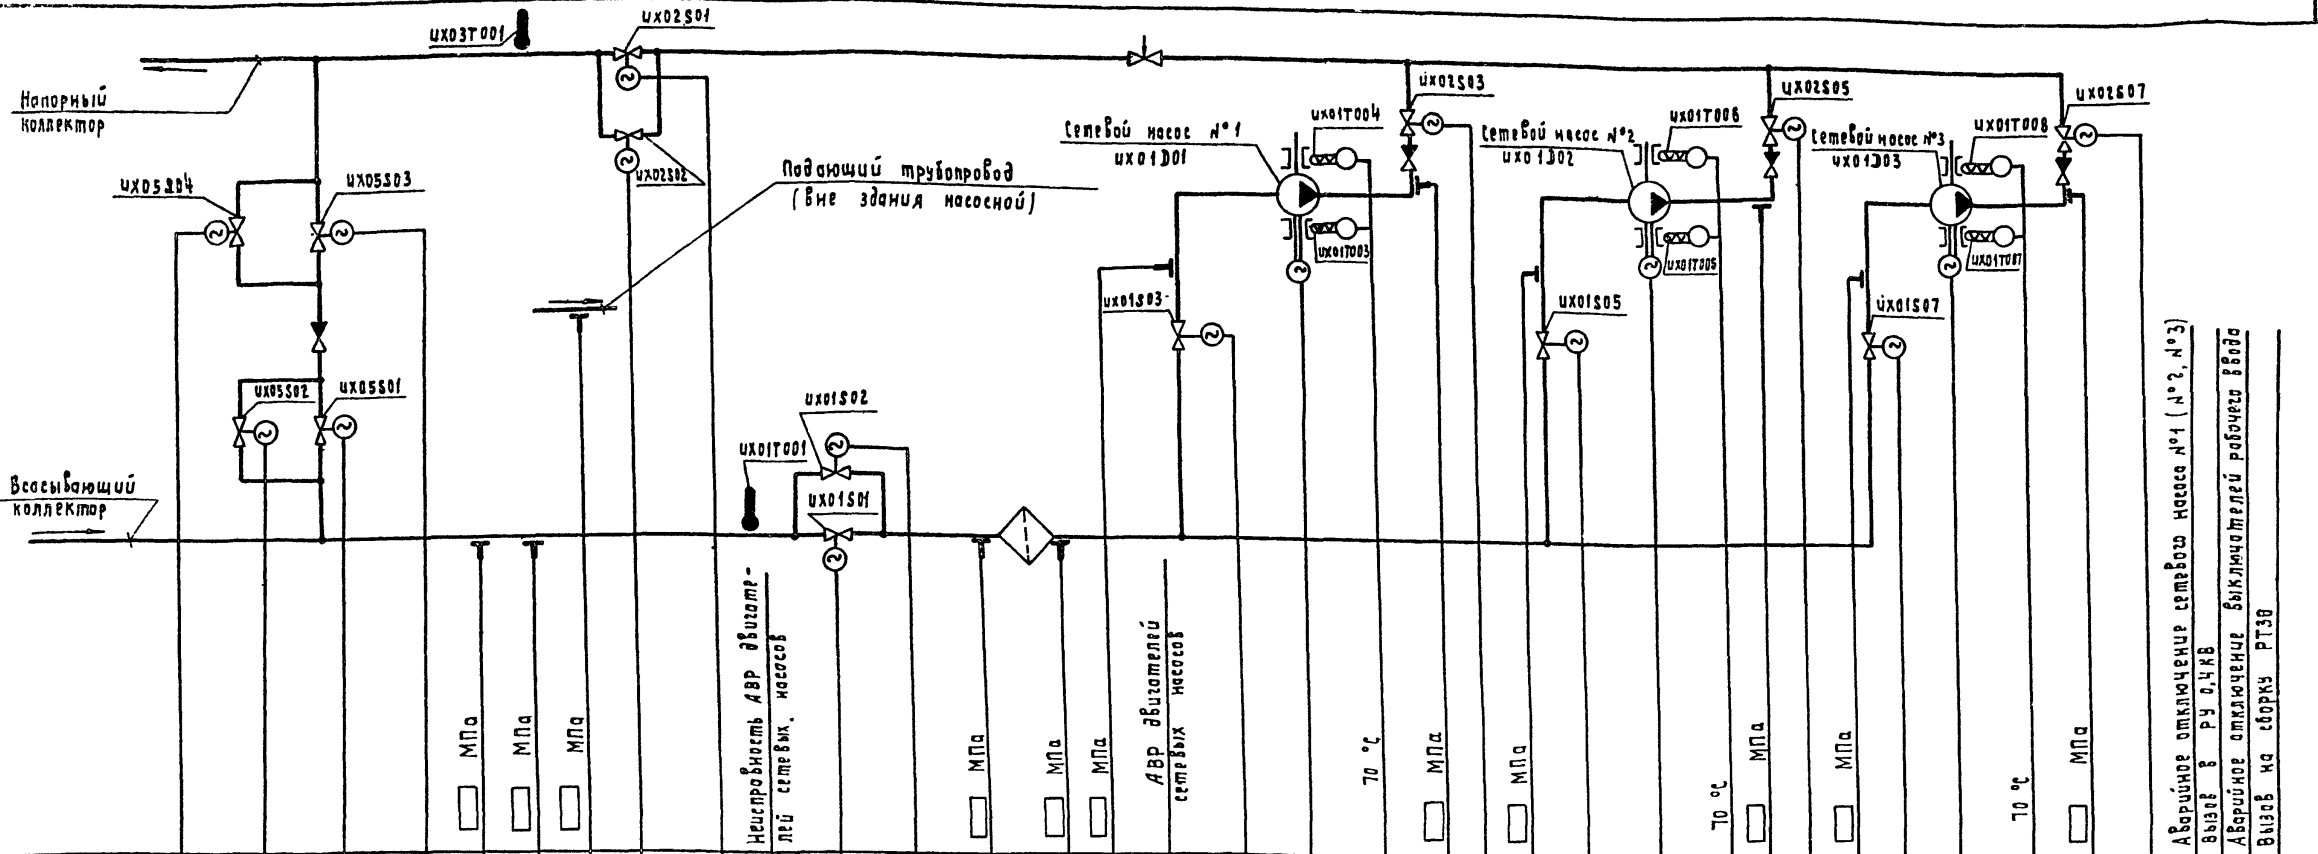 ux03T001
ux02S01
Напорный
коллектор
ux02S03
ux02S05
ux02S07
ux01T004
ux01T006
ux01T008
Сетевой насос №1
ux01D01
Сетевой насос №2
ux01D02
Сетевой насос №3
ux01D03
ux02S02
Подающий трубопровод
(вне здания насосной)
ux05S04
ux05S03
ux01T003
ux01T005
ux01T007
ux01S03
ux01S05
ux01S07
ux05S02
ux05S01
ux01S02
ux01T001
ux01S01
Всасывающий
коллектор
МПа
МПа
МПа
Неисправность АВР двигате-
лей сетевых насосов
МПа
МПа
МПа
АВР двигателей
сетевых насосов
70 °С
МПа
МПа
70 °С
МПа
МПа
70 °С
МПа
Аварийное отключение сетевого насоса №1 (№2, №3)
Вызов в РУ 0,4кВ
Аварийное отключение выключателей рабочего ввода
Вызов на сборку РТ30